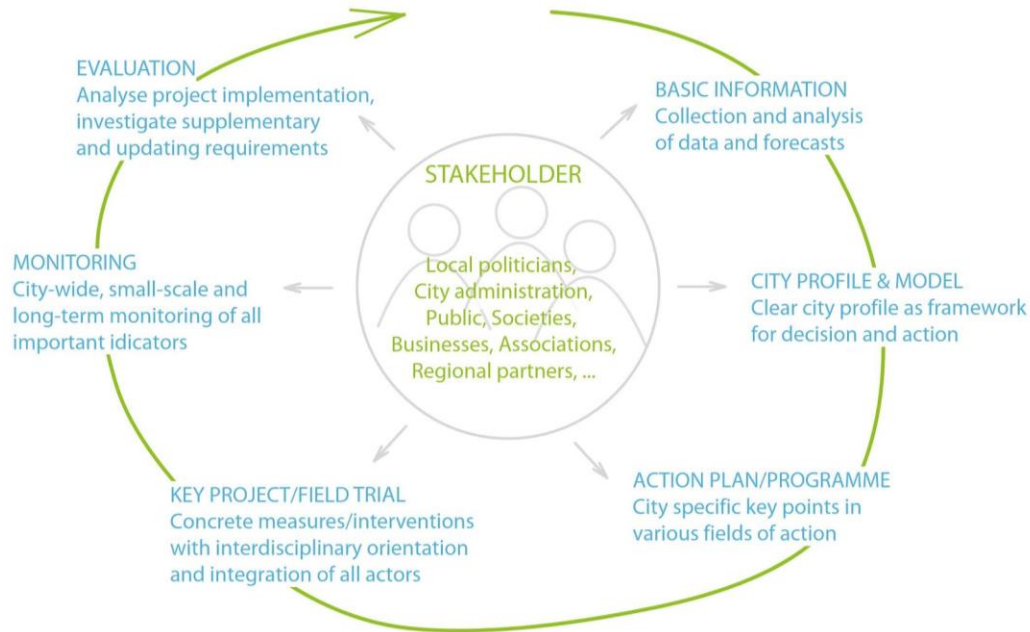 EVALUATION
Analyse project implementation,
investigate supplementary
and updating requirements
BASIC INFORMATION
Collection and analysis
of data and forecasts
STAKEHOLDER
Local politicians,
City administration,
Public, Societies,
Businesses, Associations,
Regional partners, ...
MONITORING
City-wide, small-scale and
long-term monitoring of all
important idicators
CITY PROFILE & MODEL
Clear city profile as framework
for decision and action
KEY PROJECT/FIELD TRIAL
Concrete measures/interventions
with interdisciplinary orientation
and integration of all actors
ACTION PLAN/PROGRAMME
City specific key points in
various fields of action